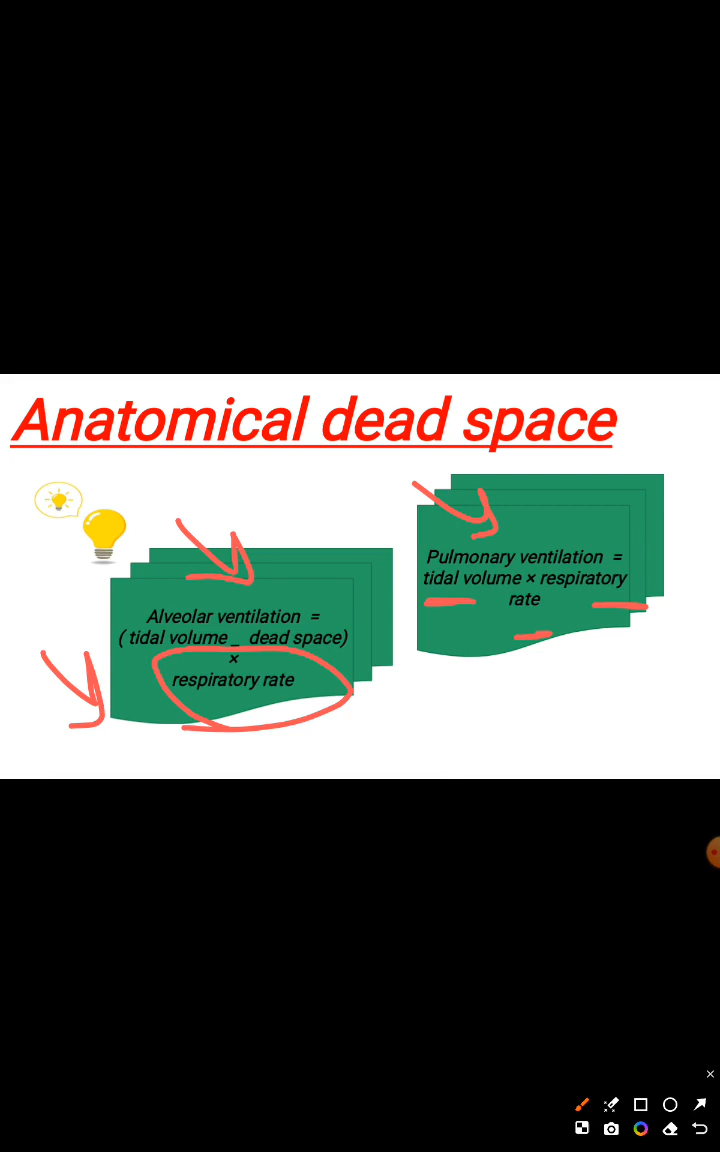 Anatomical dead space
Alveolar ventilation =
( tidal volume _ dead space)
×
respiratory rate
Pulmonary ventilation =
tidal volume × respiratory
rate